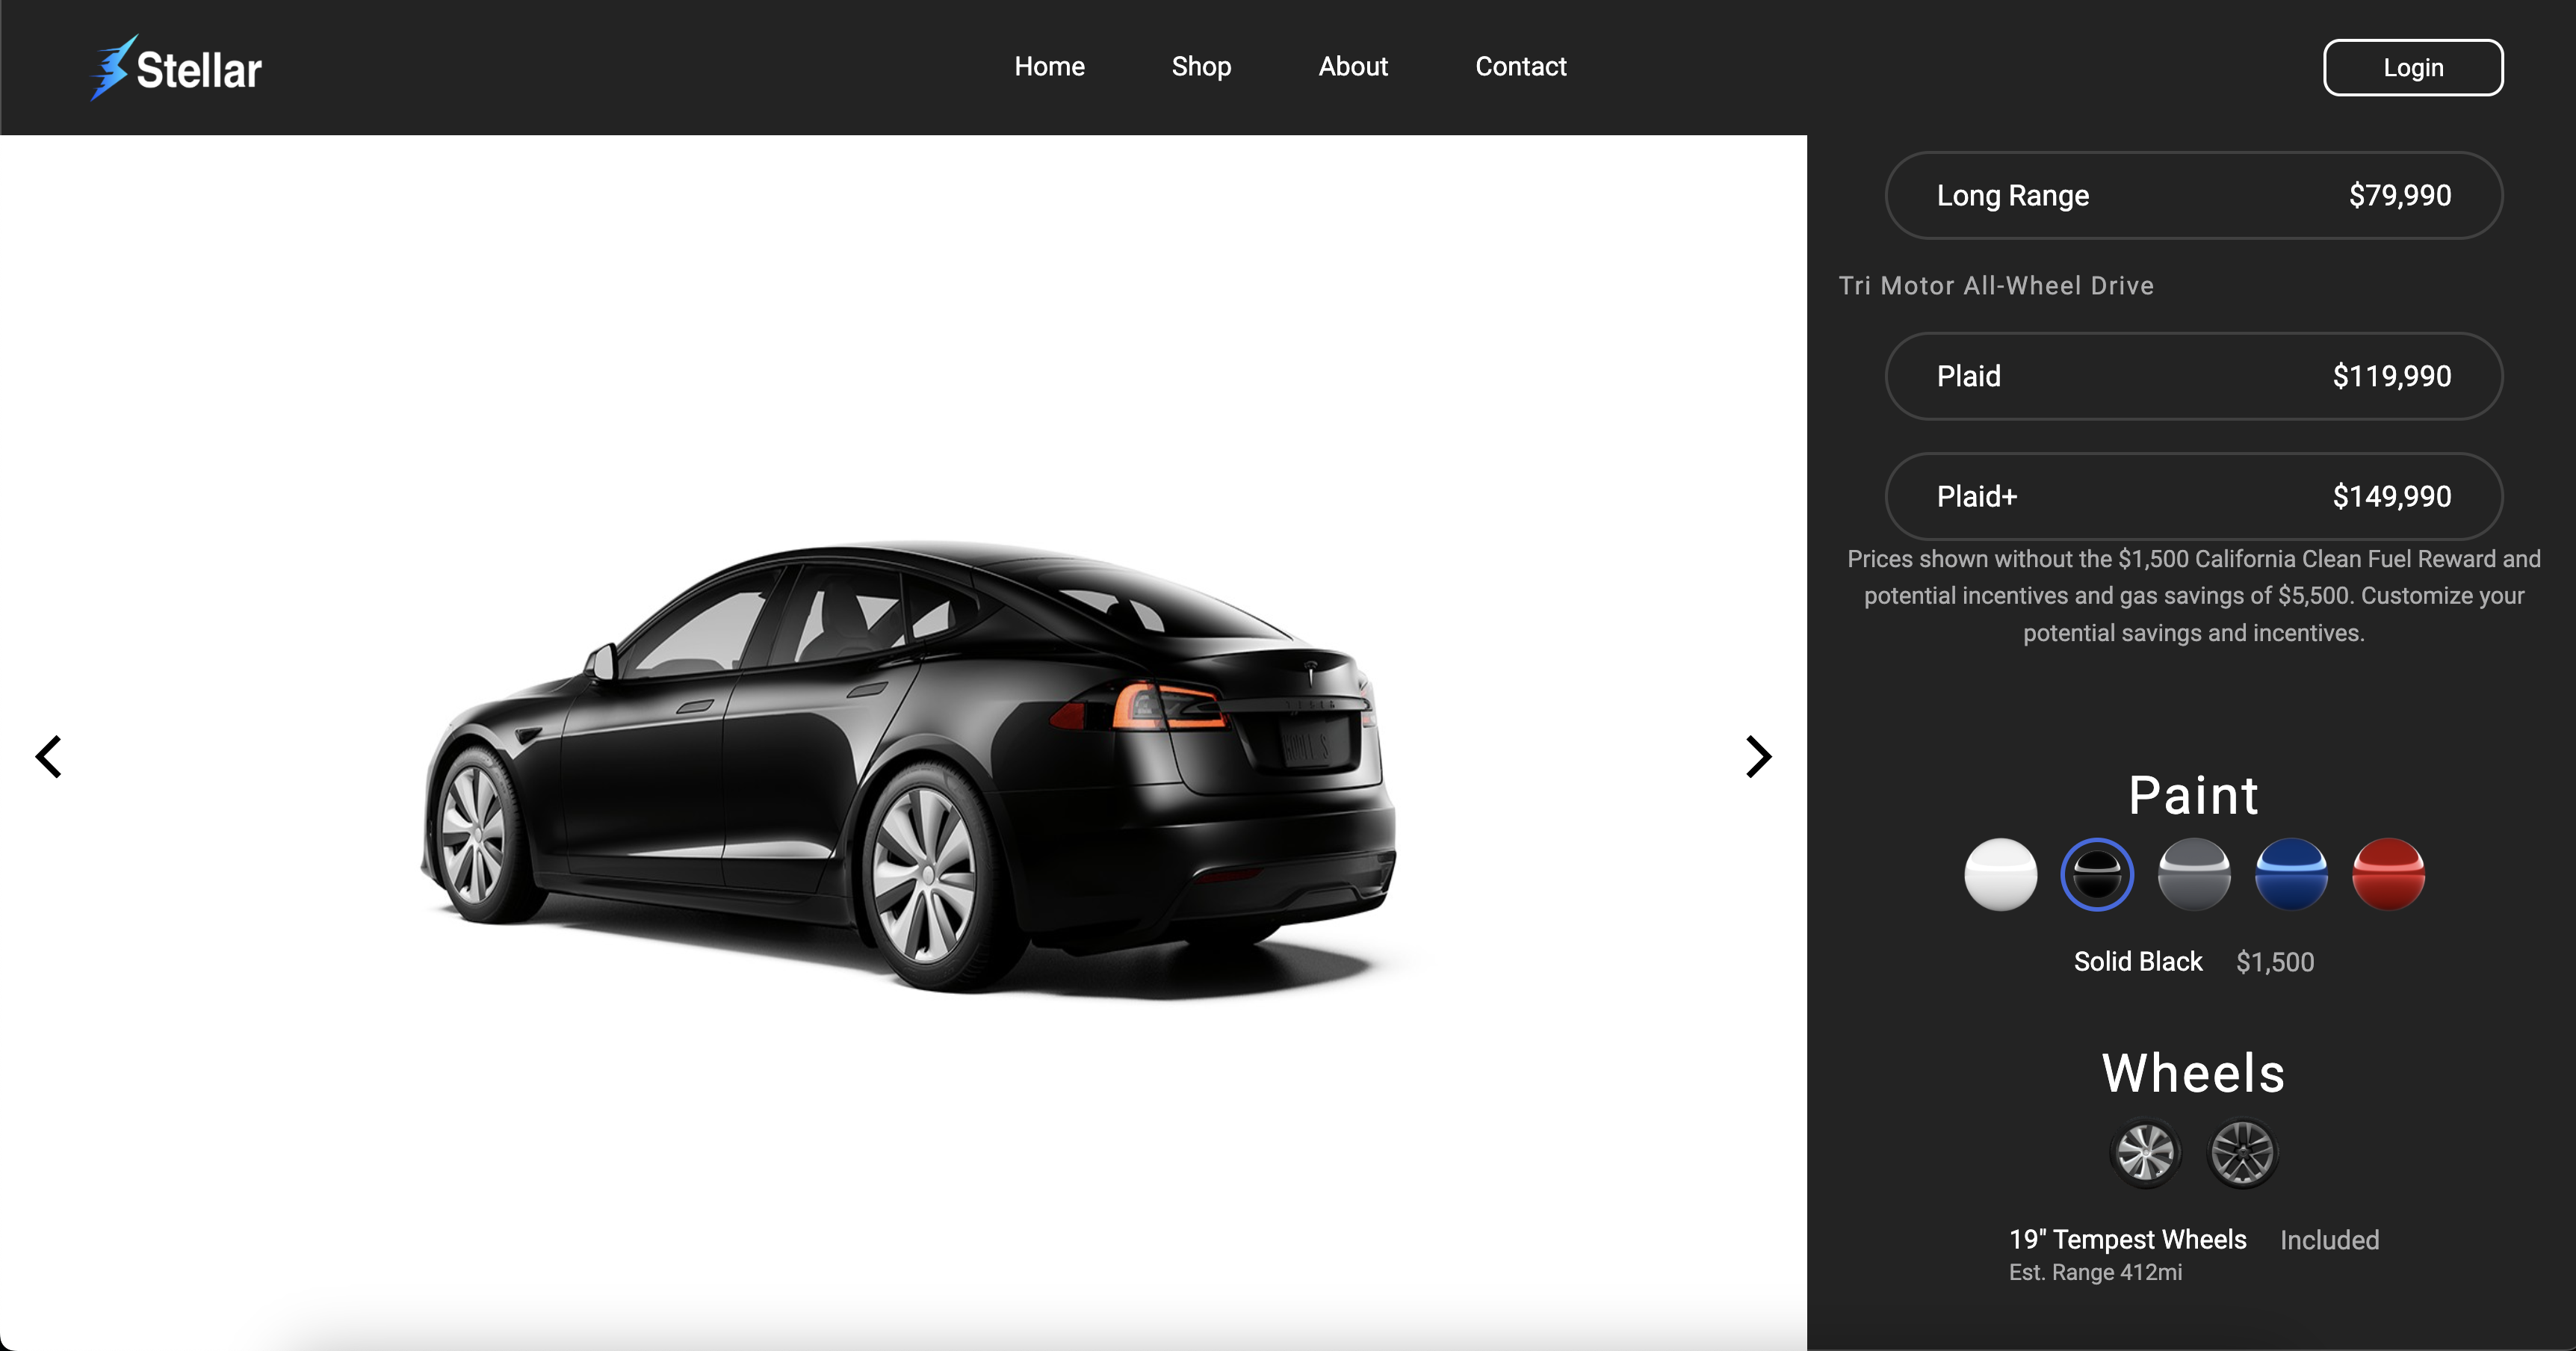 Stellar
Home Shop About Contact
Login
Long Range $79,990
Tri Motor All-Wheel Drive
Plaid $119,990
Plaid+ $149,990
Prices shown without the $1,500 California Clean Fuel Reward and
potential incentives and gas savings of $5,500. Customize your
potential savings and incentives.
Paint
Solid Black $1,500
Wheels
19" Tempest Wheels Included
Est. Range 412mi